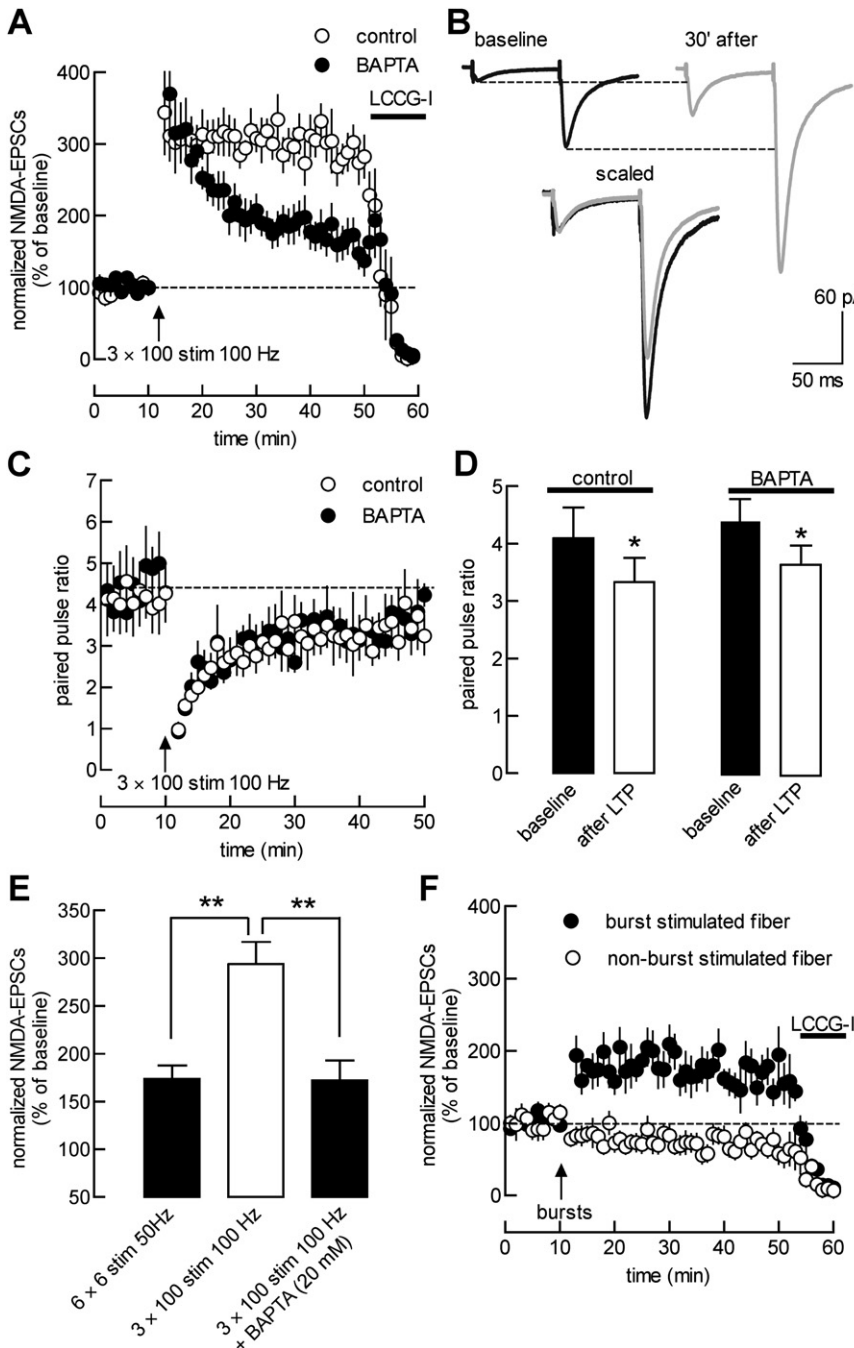 A
control
BAPTA
LCCG-I
400
300
200
100
0
normalized NMDA-EPSCs
(% of baseline)
3 × 100 stim 100 Hz
0 10 20 30 40 50 60
time (min)
B
baseline
30' after
scaled
60 p
50 ms
C
control
BAPTA
7
6
5
4
3
2
1
0
paired pulse ratio
3 × 100 stim 100 Hz
0 10 20 30 40 50
time (min)
D
control
BAPTA
5
4
3
2
1
0
paired pulse ratio
*
*
baseline
after LTP
baseline
after LTP
E
350
300
250
200
150
100
50
normalized NMDA-EPSCs
(% of baseline)
**
**
6 × 6 stim 50Hz
3 × 100 stim 100 Hz
3 × 100 stim 100 Hz
+ BAPTA (20 mM)
F
burst stimulated fiber
non-burst stimulated fiber
LCCG-I
400
300
200
100
0
normalized NMDA-EPSCs
(% of baseline)
bursts
0 10 20 30 40 50 60
time (min)